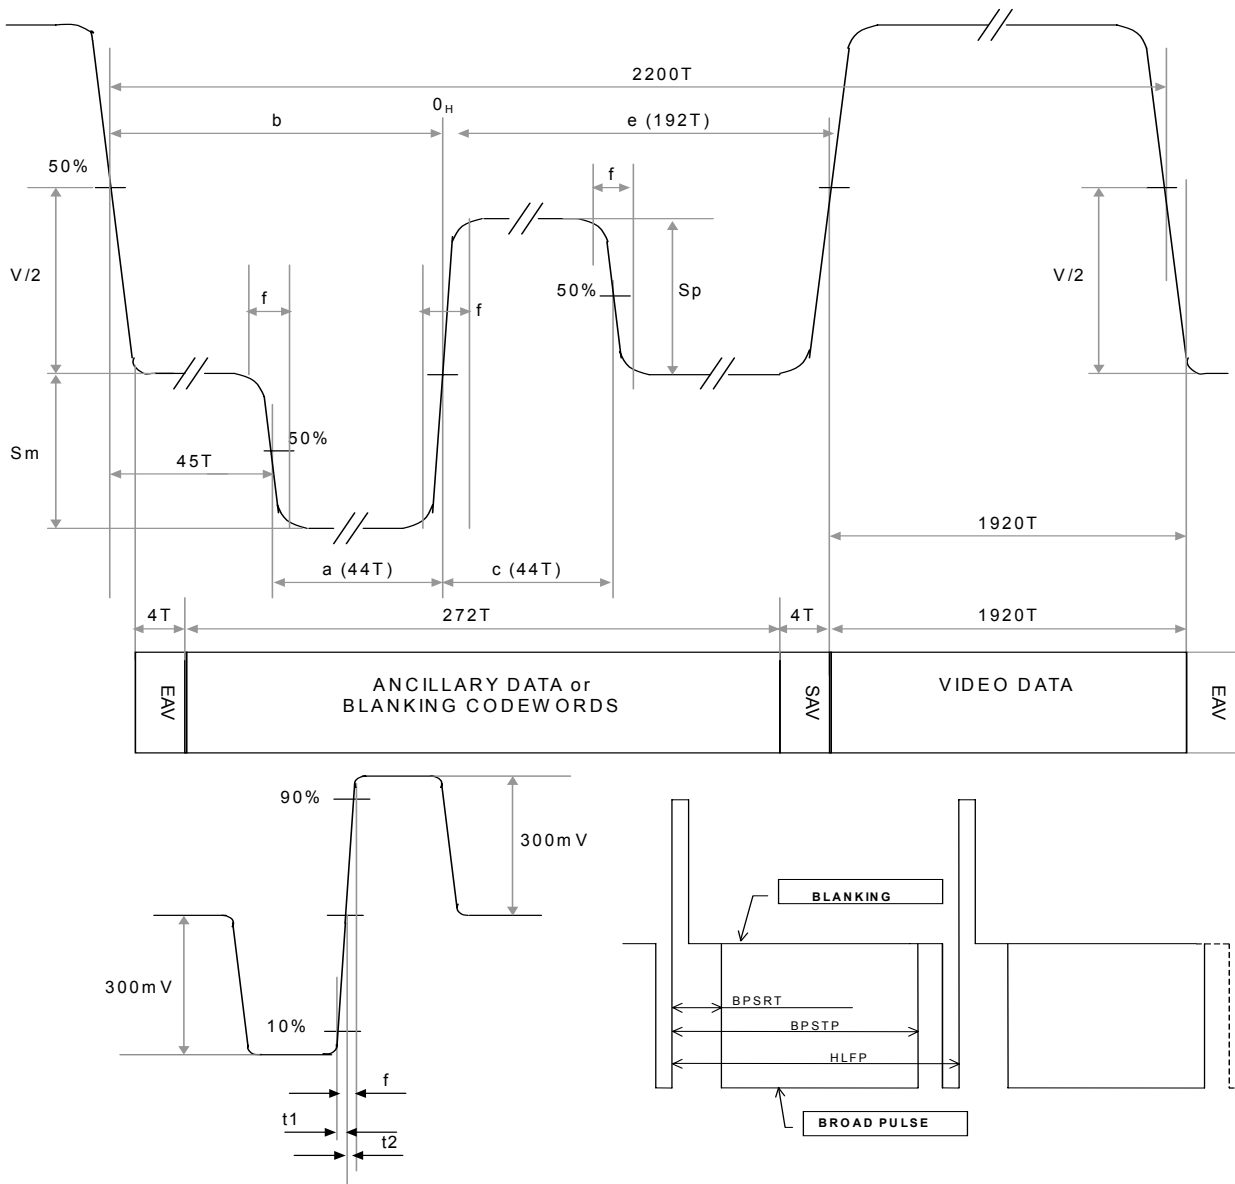 2200T
0H
b
e (192T)
50%
f
V/2
f
f
50%
Sp
V/2
50%
Sm
45T
1920T
a (44T)
c (44T)
4T
272T
4T
1920T
EAV
ANCILLARY DATA or
BLANKING CODEWORDS
SAV
VIDEO DATA
EAV
90%
300mV
300mV
10%
f
t1
t2
BLANKING
BPSRT
BPSTP
HLFP
BROAD PULSE